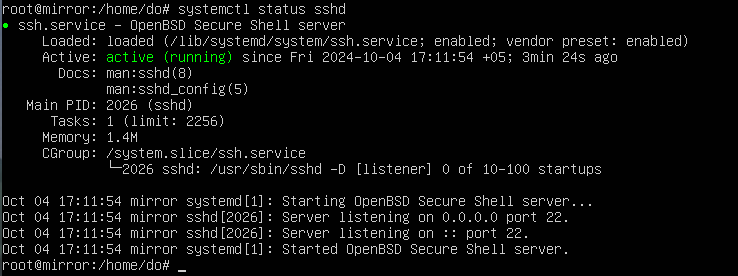 root@mirror:/home/do# systemctl status sshd
● ssh.service - OpenBSD Secure Shell server
Loaded: loaded (/lib/systemd/system/ssh.service; enabled; vendor preset: enabled)
Active: active (running) since Fri 2024-10-04 17:11:54 +05; 3min 24s ago
Docs: man:sshd(8)
man:sshd_config(5)
Main PID: 2026 (sshd)
Tasks: 1 (limit: 2256)
Memory: 1.4M
CGroup: /system.slice/ssh.service
└─2026 sshd: /usr/sbin/sshd -D [listener] 0 of 10-100 startups
Oct 04 17:11:54 mirror systemd[1]: Starting OpenBSD Secure Shell server...
Oct 04 17:11:54 mirror sshd[2026]: Server listening on 0.0.0.0 port 22.
Oct 04 17:11:54 mirror sshd[2026]: Server listening on :: port 22.
Oct 04 17:11:54 mirror systemd[1]: Started OpenBSD Secure Shell server.
root@mirror:/home/do# _